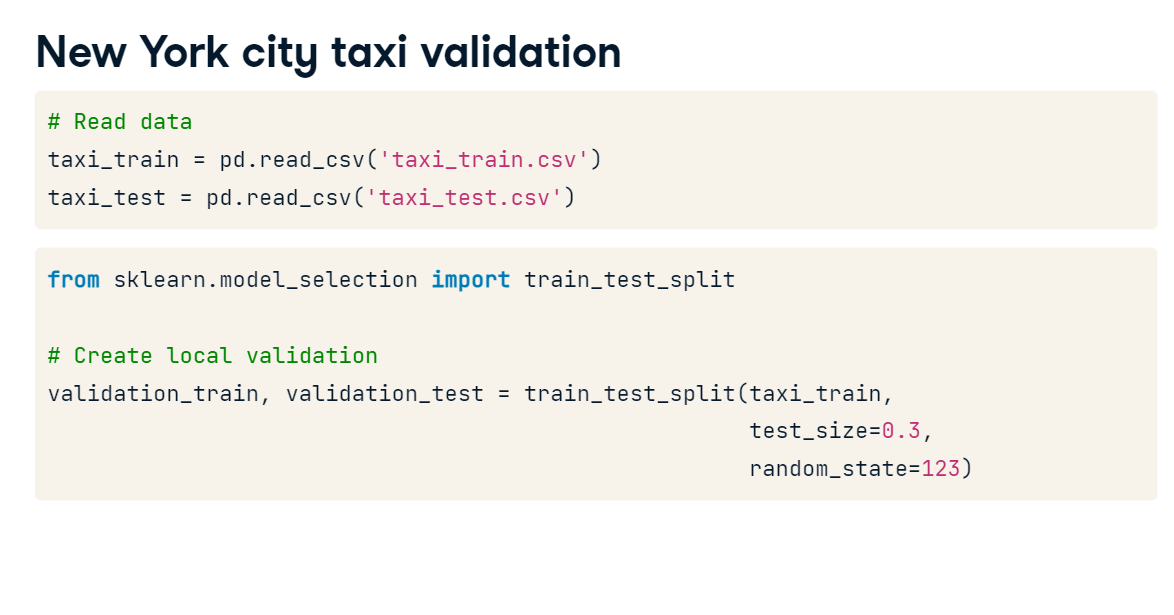 New York city taxi validation
# Read data
taxi_train = pd.read_csv('taxi_train.csv')
taxi_test = pd.read_csv('taxi_test.csv')
from sklearn.model_selection import train_test_split
# Create local validation
validation_train, validation_test = train_test_split(taxi_train,
test_size=0.3,
random_state=123)